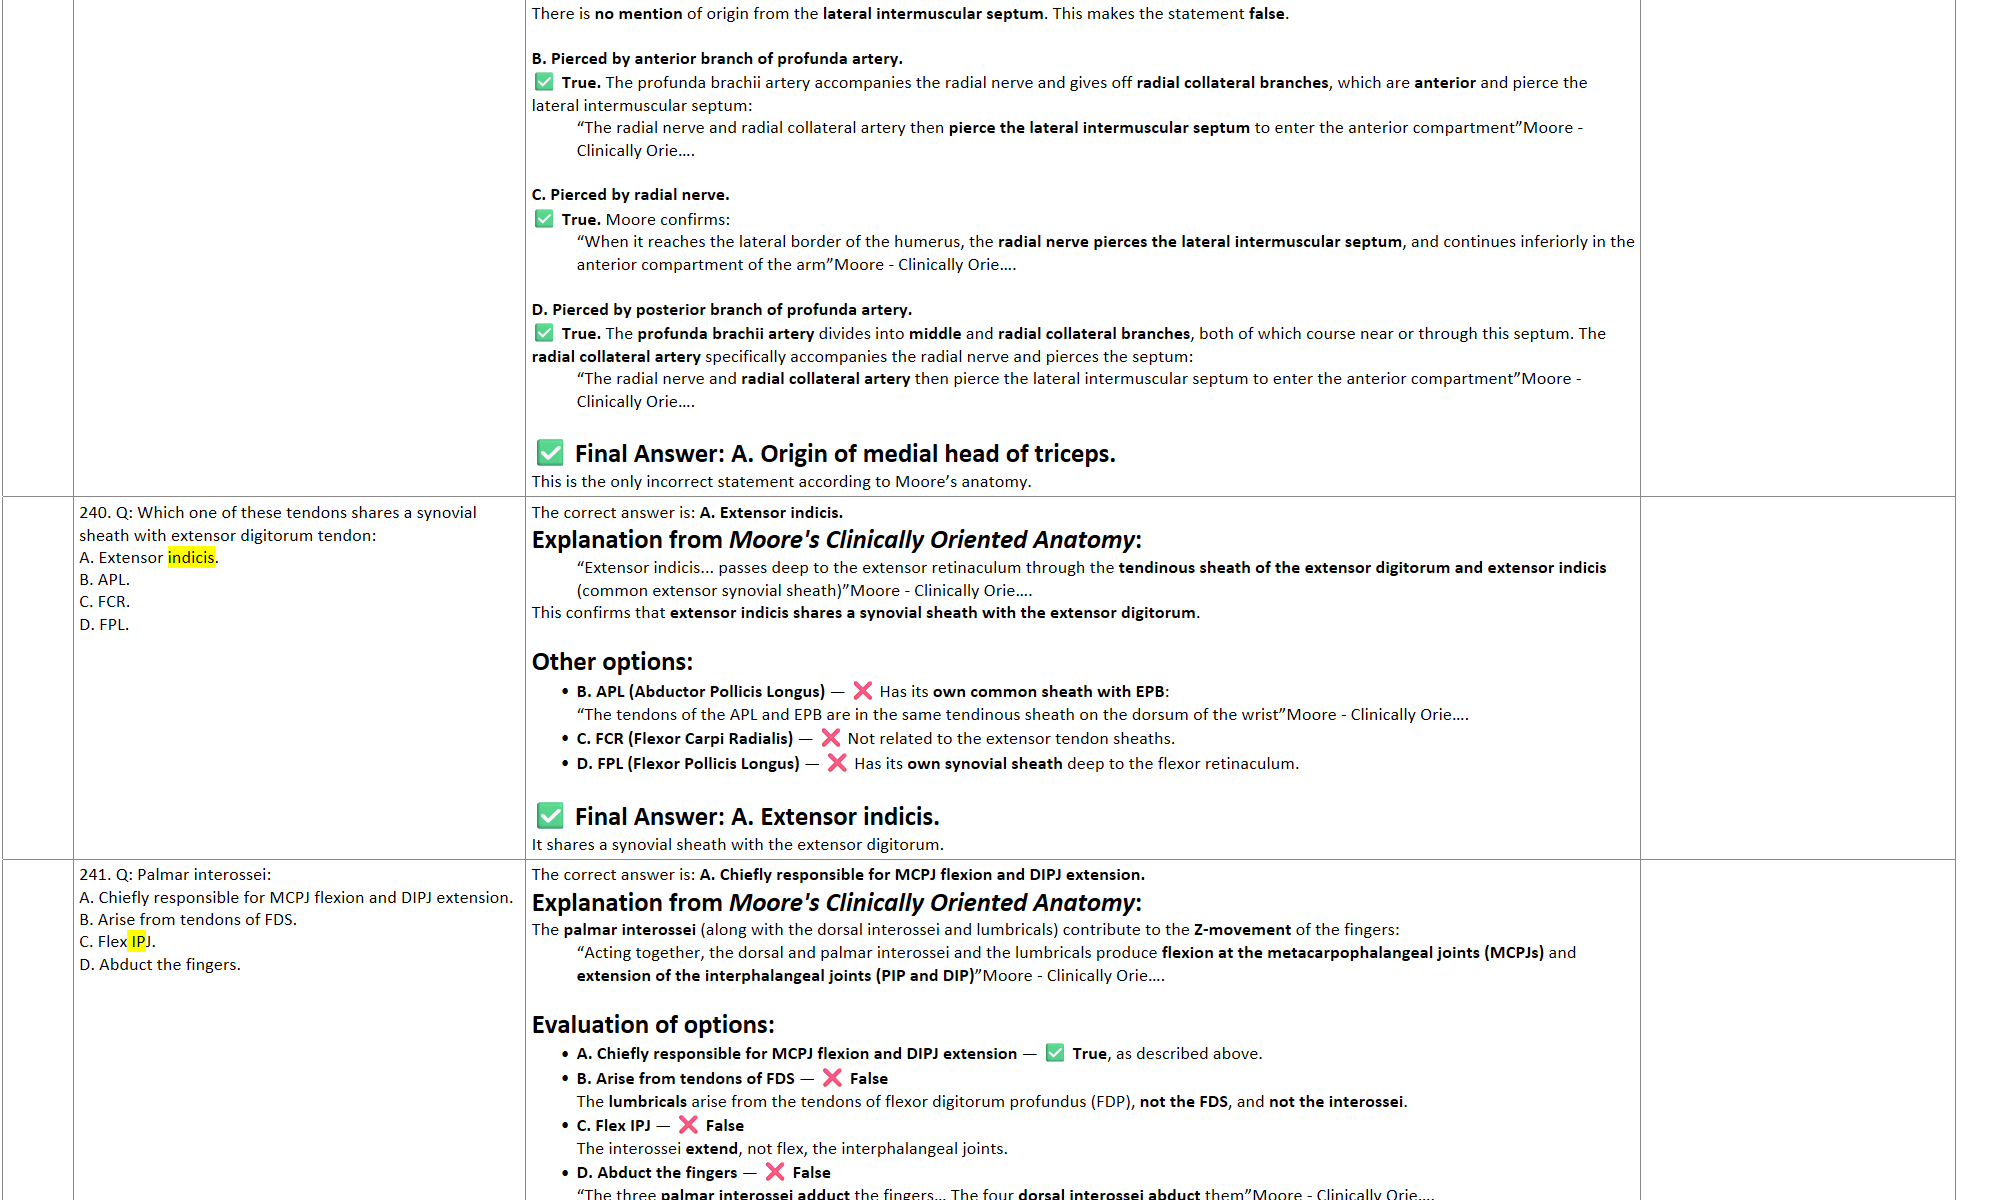 There is no mention of origin from the lateral intermuscular septum. This makes the statement false.
B. Pierced by anterior branch of profunda artery.
✅ True. The profunda brachii artery accompanies the radial nerve and gives off radial collateral branches, which are anterior and pierce the
lateral intermuscular septum:
“The radial nerve and radial collateral artery then pierce the lateral intermuscular septum to enter the anterior compartment”Moore -
Clinically Orie....
C. Pierced by radial nerve.
✅ True. Moore confirms:
“When it reaches the lateral border of the humerus, the radial nerve pierces the lateral intermuscular septum, and continues inferiorly in the
anterior compartment of the arm”Moore - Clinically Orie....
D. Pierced by posterior branch of profunda artery.
✅ True. The profunda brachii artery divides into middle and radial collateral branches, both of which course near or through this septum. The
radial collateral artery specifically accompanies the radial nerve and pierces the septum:
“The radial nerve and radial collateral artery then pierce the lateral intermuscular septum to enter the anterior compartment”Moore -
Clinically Orie....
✅ Final Answer: A. Origin of medial head of triceps.
This is the only incorrect statement according to Moore’s anatomy.
240. Q: Which one of these tendons shares a synovial
sheath with extensor digitorum tendon:
A. Extensor indicis.
B. APL.
C. FCR.
D. FPL.
The correct answer is: A. Extensor indicis.
Explanation from Moore's Clinically Oriented Anatomy:
“Extensor indicis... passes deep to the extensor retinaculum through the tendinous sheath of the extensor digitorum and extensor indicis
(common extensor synovial sheath)”Moore - Clinically Orie....
This confirms that extensor indicis shares a synovial sheath with the extensor digitorum.
Other options:
• B. APL (Abductor Pollicis Longus) — ❌ Has its own common sheath with EPB:
“The tendons of the APL and EPB are in the same tendinous sheath on the dorsum of the wrist”Moore - Clinically Orie....
• C. FCR (Flexor Carpi Radialis) — ❌ Not related to the extensor tendon sheaths.
• D. FPL (Flexor Pollicis Longus) — ❌ Has its own synovial sheath deep to the flexor retinaculum.
✅ Final Answer: A. Extensor indicis.
It shares a synovial sheath with the extensor digitorum.
241. Q: Palmar interossei:
A. Chiefly responsible for MCPJ flexion and DIPJ extension.
B. Arise from tendons of FDS.
C. Flex IPJ.
D. Abduct the fingers.
The correct answer is: A. Chiefly responsible for MCPJ flexion and DIPJ extension.
Explanation from Moore's Clinically Oriented Anatomy:
The palmar interossei (along with the dorsal interossei and lumbricals) contribute to the Z-movement of the fingers:
“Acting together, the dorsal and palmar interossei and the lumbricals produce flexion at the metacarpophalangeal joints (MCPJs) and
extension of the interphalangeal joints (PIP and DIP)”Moore - Clinically Orie....
Evaluation of options:
• A. Chiefly responsible for MCPJ flexion and DIPJ extension — ✅ True, as described above.
• B. Arise from tendons of FDS — ❌ False
The lumbricals arise from the tendons of flexor digitorum profundus (FDP), not the FDS, and not the interossei.
• C. Flex IPJ — ❌ False
The interossei extend, not flex, the interphalangeal joints.
• D. Abduct the fingers — ❌ False
“The three palmar interossei adduct the fingers... The four dorsal interossei abduct them”Moore - Clinically Orie....